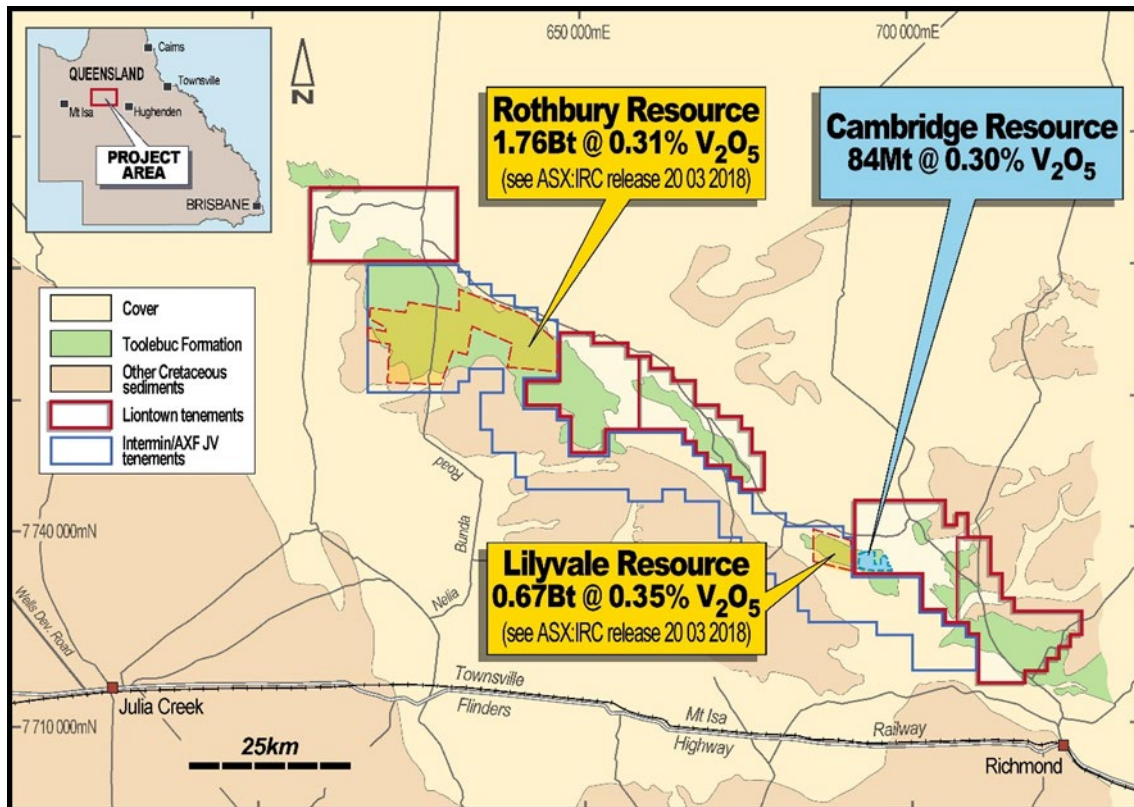 650 000mE
700 000mE
Cairns
QUEENSLAND
Townsville
Mt Isa
Hughenden
PROJECT
AREA
BRISBANE
N
Rothbury Resource
1.76Bt @ 0.31% V₂O₅
(see ASX:IRC release 20 03 2018)
Cambridge Resource
84Mt @ 0.30% V₂O₅
Cover
Toolebuc Formation
Other Cretaceous
sediments
Liontown tenements
Intermin/AXF JV
tenements
7 740 000mN
Road
Bunda
Nelia
Wells Dev. Road
Lilyvale Resource
0.67Bt @ 0.35% V₂O₅
(see ASX:IRC release 20 03 2018)
Julia Creek
Townsville
Flinders
Mt Isa
Highway
Railway
Richmond
7 710 000mN
25km